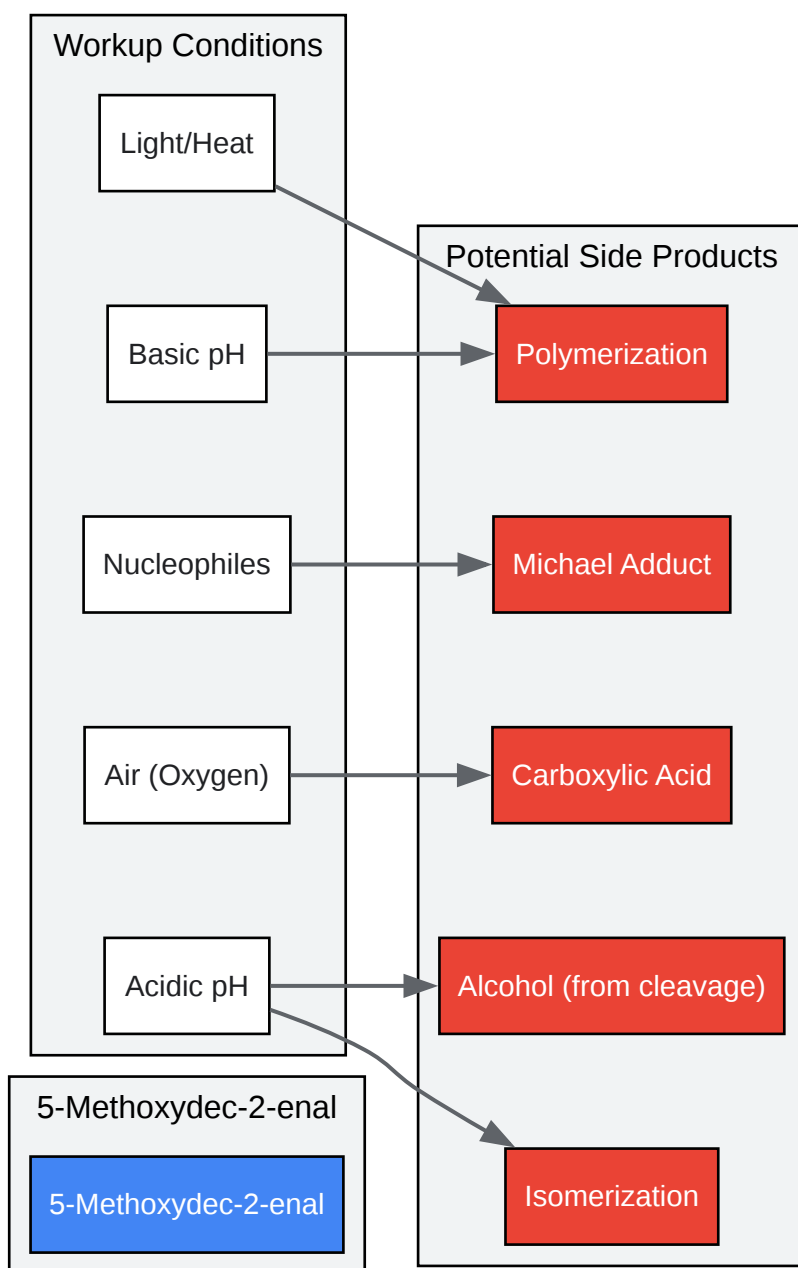 Workup Conditions
Light/Heat
Basic pH
Nucleophiles
Air (Oxygen)
Acidic pH
Potential Side Products
Polymerization
Michael Adduct
Carboxylic Acid
Alcohol (from cleavage)
Isomerization
5-Methoxydec-2-enal
5-Methoxydec-2-enal